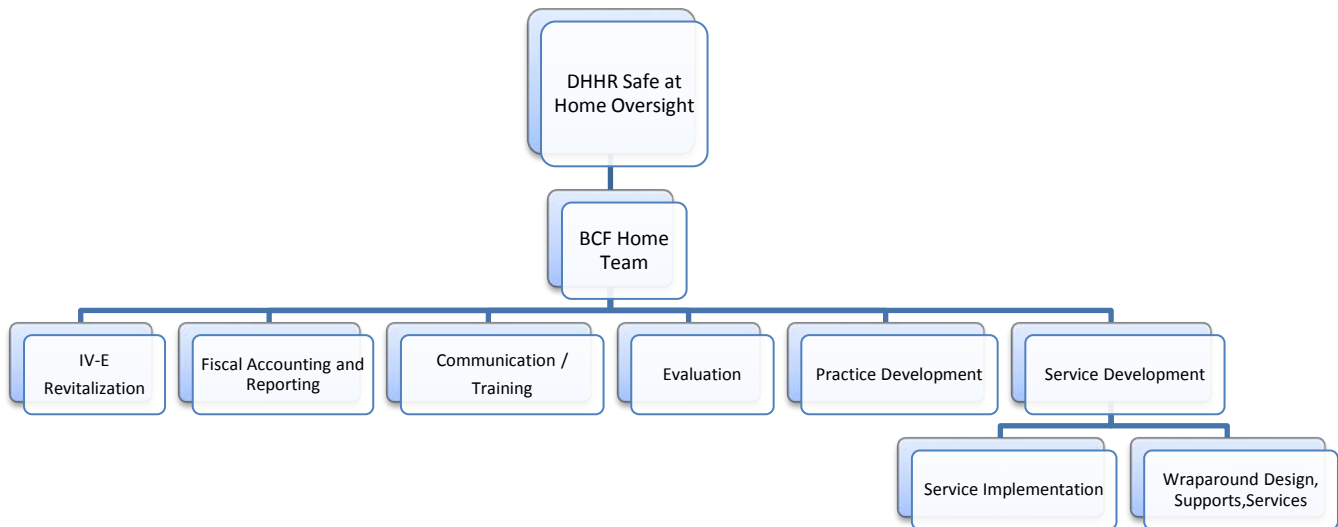 DHHR Safe at
Home Oversight
BCF Home
Team
IV-E
Revitalization
Fiscal Accounting and
Reporting
Communication /
Training
Evaluation
Practice Development
Service Development
Service Implementation
Wraparound Design,
Supports,Services